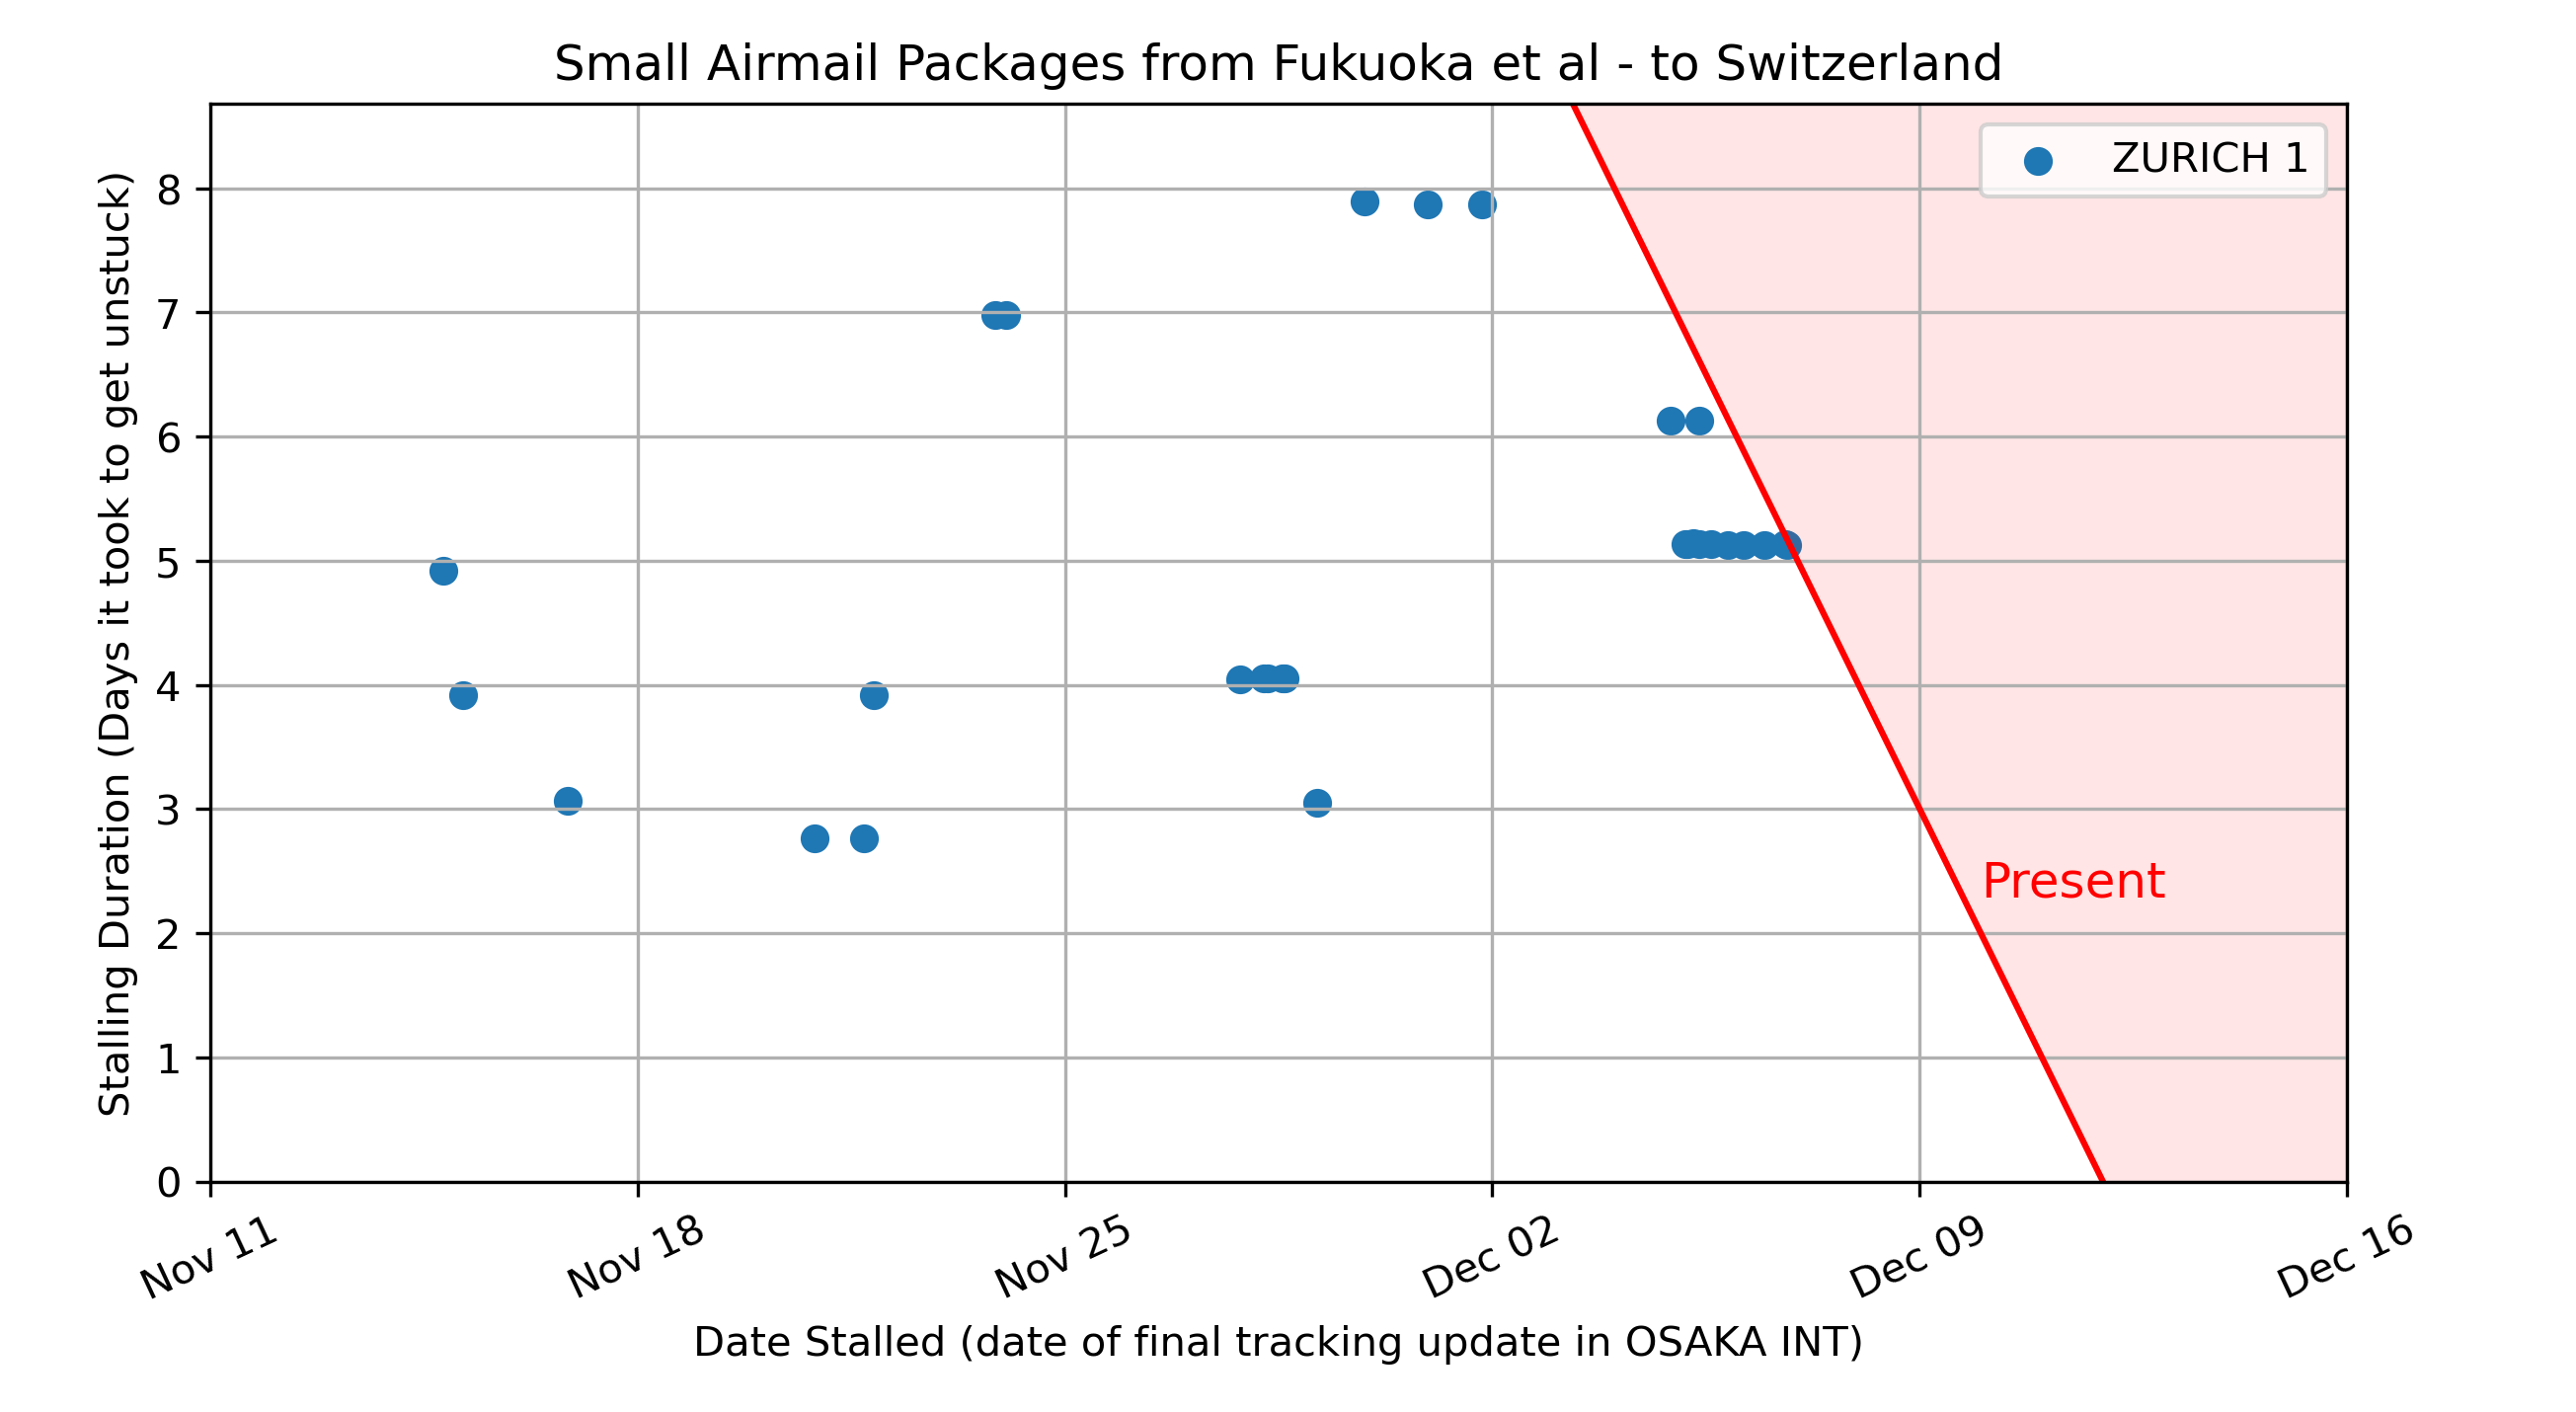 Small Airmail Packages from Fukuoka et al - to Switzerland
ZURICH 1
Stalling Duration (Days it took to get unstuck)
8
7
6
5
4
3
2
1
0
Present
Nov 11
Nov 18
Nov 25
Dec 02
Dec 09
Dec 16
Date Stalled (date of final tracking update in OSAKA INT)